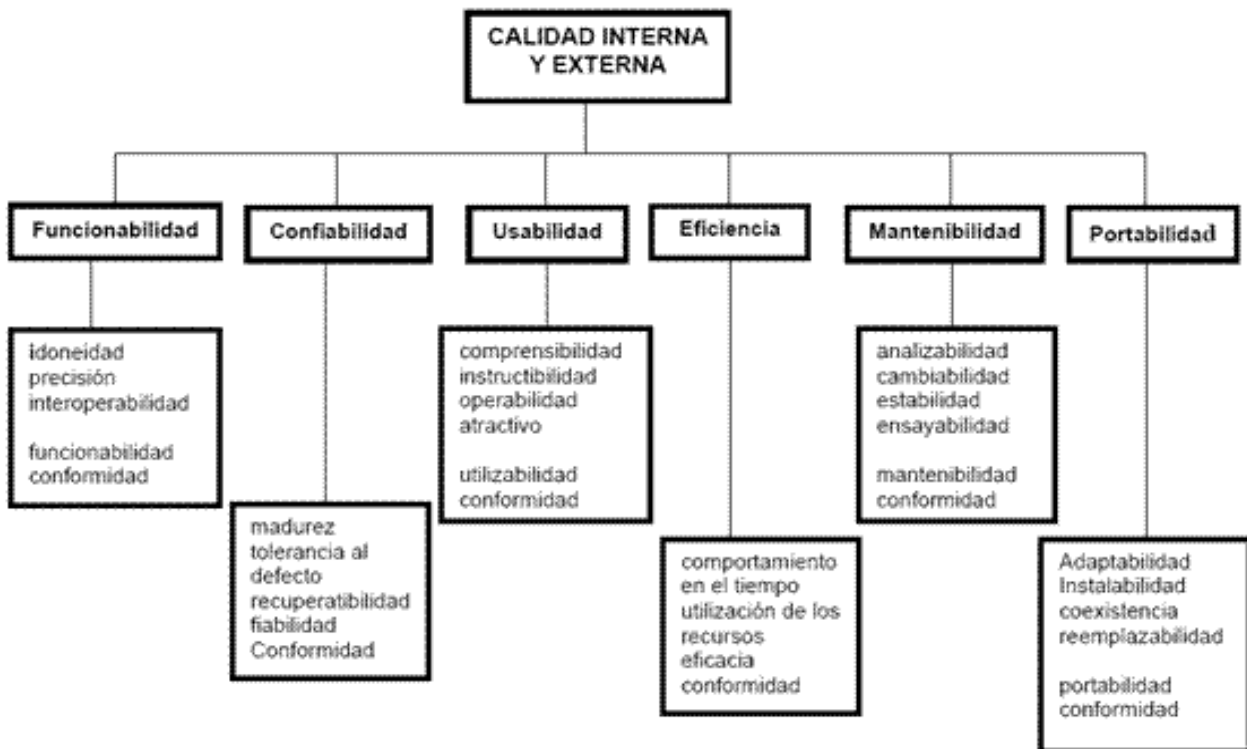 CALIDAD INTERNA
Y EXTERNA
Funcionabilidad
Confiabilidad
Usabilidad
Eficiencia
Mantenibilidad
Portabilidad
idoneidad
precisión
interoperabilidad
funcionabilidad
conformidad
madurez
tolerancia al
defecto
recuperatibilidad
fiabilidad
Conformidad
comprensibilidad
instructibilidad
operabilidad
atractivo
utilizabilidad
conformidad
comportamiento
en el tiempo
utilización de los
recursos
eficacia
conformidad
analizabilidad
cambiabilidad
estabilidad
ensayabilidad
mantenibilidad
conformidad
Adaptabilidad
Instalabilidad
coexistencia
reemplazabilidad
portabilidad
conformidad